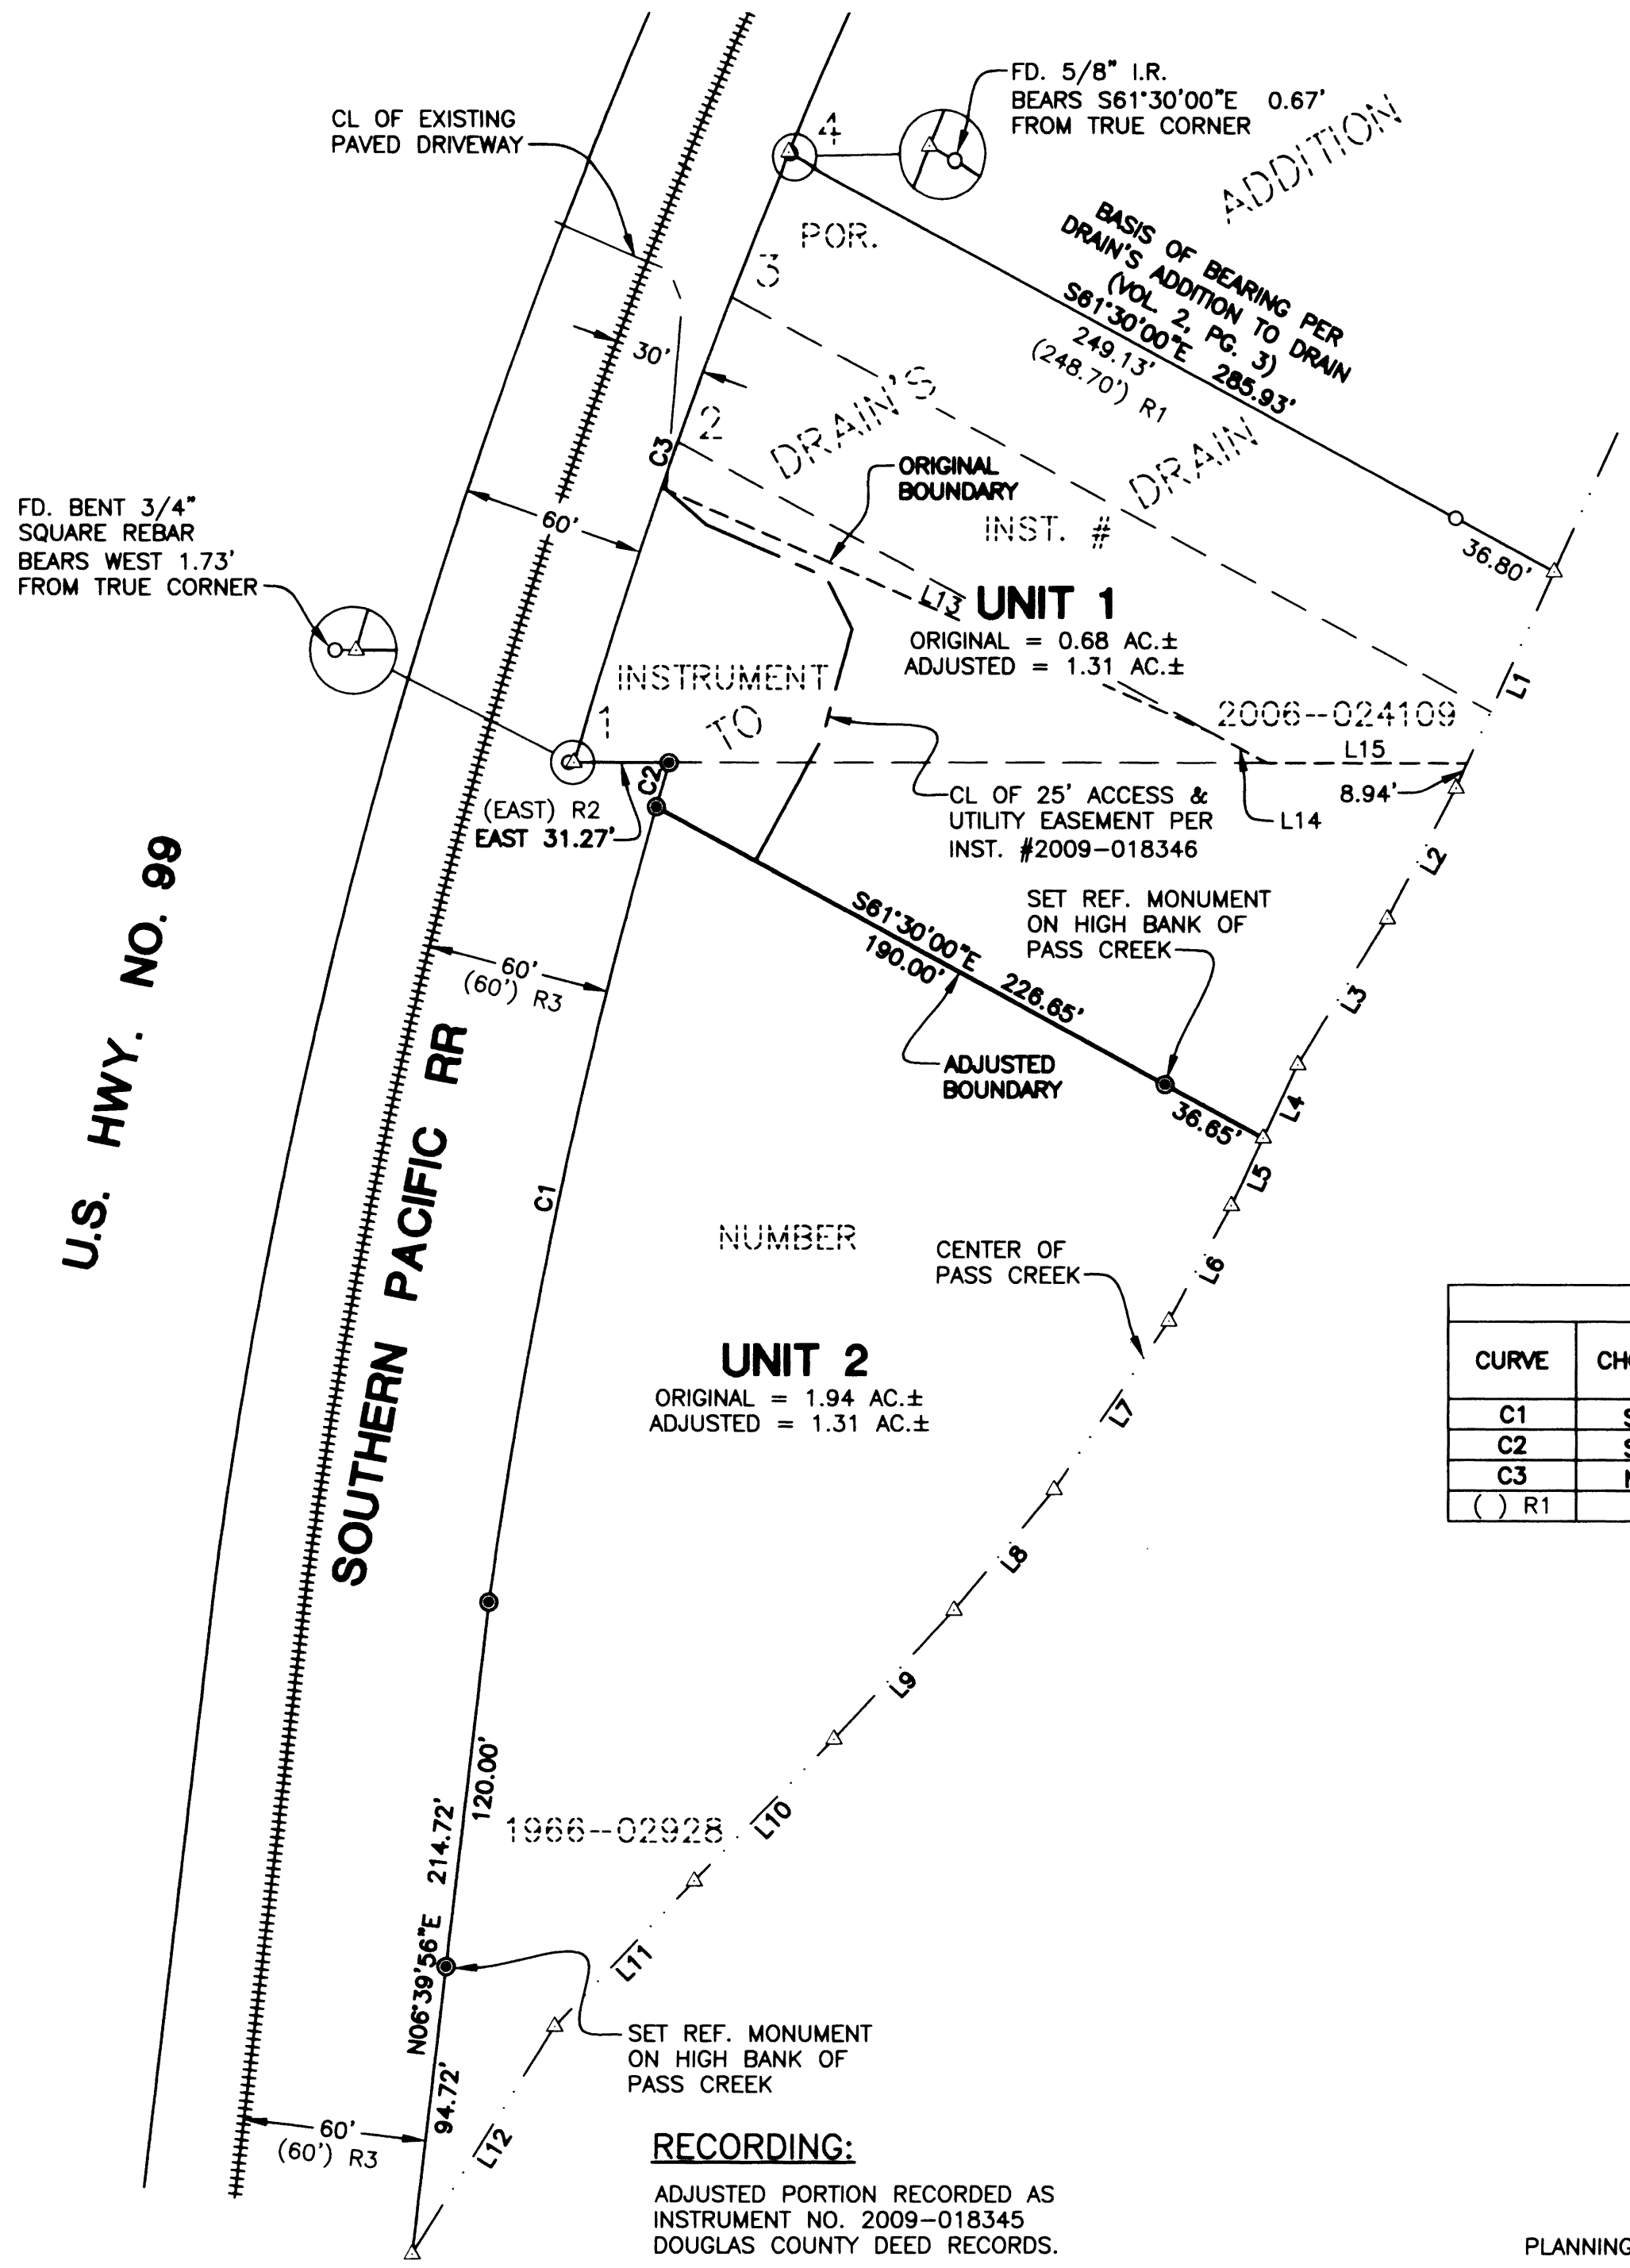 CL OF EXISTING
PAVED DRIVEWAY
FD. 5/8" I.R.
BEARS S61°30'00"E 0.67'
FROM TRUE CORNER
4
ADDITION
POR.
3
BASIS OF BEARING PER
DRAIN'S ADDITION TO DRAIN
(VOL. 2, PG. 3)
S61°30'00"E 285.93'
249.13'
(248.70') R1
30'
2
C3
DRAIN'S
DRAIN
ORIGINAL
BOUNDARY
INST. #
36.80'
FD. BENT 3/4"
SQUARE REBAR
BEARS WEST 1.73'
FROM TRUE CORNER
60'
L13
UNIT 1
ORIGINAL = 0.68 AC.±
ADJUSTED = 1.31 AC.±
INSTRUMENT
TO
L1
2006--024109
L15
1
C2
(EAST) R2
EAST 31.27'
8.94'
L14
CL OF 25' ACCESS &
UTILITY EASEMENT PER
INST. #2009-018346
L2
SET REF. MONUMENT
ON HIGH BANK OF
PASS CREEK
S61°30'00"E 226.65'
190.00'
60'
(60') R3
L3
U.S. HWY. NO. 99
SOUTHERN PACIFIC RR
ADJUSTED
BOUNDARY
36.65'
L4
L5
C1
NUMBER
CENTER OF
PASS CREEK
L6
UNIT 2
ORIGINAL = 1.94 AC.±
ADJUSTED = 1.31 AC.±
L7
CURVE
C1
C2
C3
( ) R1
L8
L9
120.00'
N06°39'56"E 214.72'
1966--02928
L10
L11
SET REF. MONUMENT
ON HIGH BANK OF
PASS CREEK
94.72'
60'
(60') R3
L12
RECORDING:
ADJUSTED PORTION RECORDED AS
INSTRUMENT NO. 2009-018345
DOUGLAS COUNTY DEED RECORDS.
PLANNING